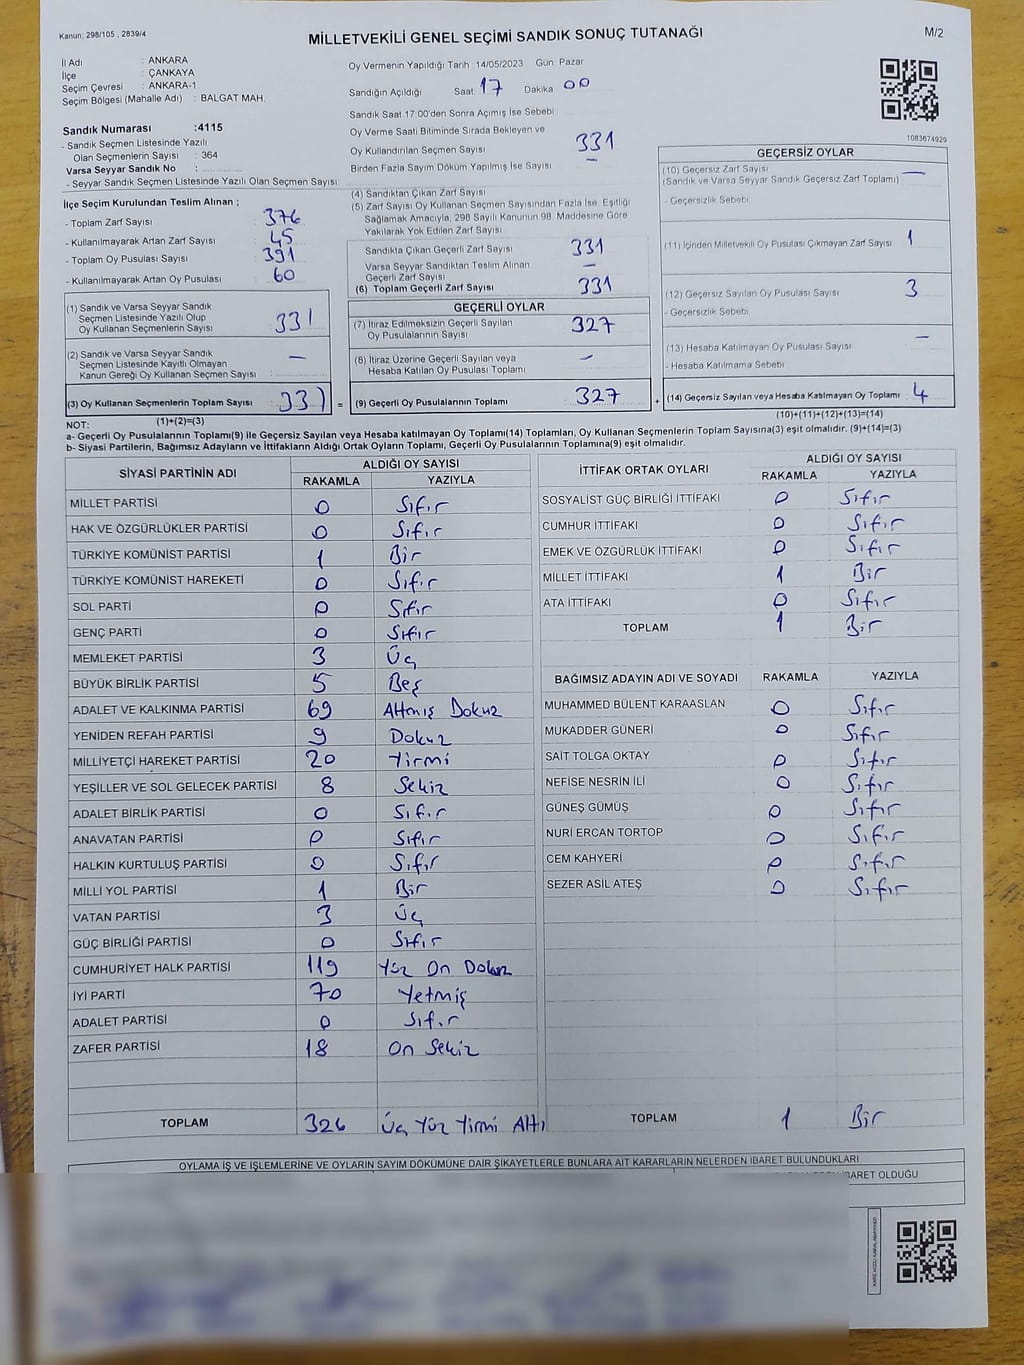 Kanun: 298/105 , 2839/4
MİLLETVEKİLİ GENEL SEÇİMİ SANDIK SONUÇ TUTANAĞI
M/2
İl Adı : ANKARA
İlçe : ÇANKAYA
Seçim Çevresi : ANKARA-1
Seçim Bölgesi (Mahalle Adı) : BALGAT MAH.
Sandık Numarası :4115
- Sandık Seçmen Listesinde Yazılı
Olan Seçmenlerin Sayısı : 364
Varsa Seyyar Sandık No :
- Seyyar Sandık Seçmen Listesinde Yazılı Olan Seçmen Sayısı:
Oy Vermenin Yapıldığı Tarih : 14/05/2023 Gün: Pazar
Sandığın Açıldığı Saat: 17 Dakika 00
Sandık Saat 17:00'den Sonra Açılmış İse Sebebi:
Oy Verme Saati Bitiminde Sırada Bekleyen ve
Oy Kullandırılan Seçmen Sayısı 331
Birden Fazla Sayım Döküm Yapılmış İse Sayısı —
1083674929
İlçe Seçim Kurulundan Teslim Alınan ;
- Toplam Zarf Sayısı : 376
- Kullanılmayarak Artan Zarf Sayısı : 45
- Toplam Oy Pusulası Sayısı : 391
- Kullanılmayarak Artan Oy Pusulası : 60
(4) Sandıktan Çıkan Zarf Sayısı
(5) Zarf Sayısı Oy Kullanan Seçmen Sayısından Fazla İse, Eşitliği
Sağlamak Amacıyla, 298 Sayılı Kanunun 98. Maddesine Göre
Yakılarak Yok Edilen Zarf Sayısı
Sandıkta Çıkan Geçerli Zarf Sayısı 331
Varsa Seyyar Sandıktan Teslim Alınan
Geçerli Zarf Sayısı —
(6) Toplam Geçerli Zarf Sayısı 331
GEÇERSİZ OYLAR
(10) Geçersiz Zarf Sayısı —
(Sandık ve Varsa Seyyar Sandık Geçersiz Zarf Toplamı)
- Geçersizlik Sebebi
(11) İçinden Milletvekili Oy Pusulası Çıkmayan Zarf Sayısı 1
(12) Geçersiz Sayılan Oy Pusulası Sayısı 3
- Geçersizlik Sebebi
(13) Hesaba Katılmayan Oy Pusulası Sayısı —
- Hesaba Katılmama Sebebi
(14) Geçersiz Sayılan veya Hesaba Katılmayan Oy Toplamı : 4
(10)+(11)+(12)+(13)=(14)
(1) Sandık ve Varsa Seyyar Sandık
Seçmen Listesinde Yazılı Olup
Oy Kullanan Seçmenlerin Sayısı : 331
(2) Sandık ve Varsa Seyyar Sandık
Seçmen Listesinde Kayıtlı Olmayan
Kanun Gereği Oy Kullanan Seçmen Sayısı : —
(3) Oy Kullanan Seçmenlerin Toplam Sayısı : 331 =
(1)+(2)=(3)
GEÇERLİ OYLAR
(7) İtiraz Edilmeksizin Geçerli Sayılan
Oy Pusulalarının Sayısı 327
(8) İtiraz Üzerine Geçerli Sayılan veya
Hesaba Katılan Oy Pusulası Toplamı —
(9) Geçerli Oy Pusulalarının Toplamı 327 +
NOT:
a- Geçerli Oy Pusulalarının Toplamı(9) ile Geçersiz Sayılan veya Hesaba katılmayan Oy Toplamı(14) Toplamları, Oy Kullanan Seçmenlerin Toplam Sayısına(3) eşit olmalıdır. (9)+(14)=(3)
b- Siyasi Partilerin, Bağımsız Adayların ve İttifakların Aldığı Ortak Oyların Toplamı, Geçerli Oy Pusulalarının Toplamına(9) eşit olmalıdır.
SİYASİ PARTİNİN ADI ALDIĞI OY SAYISI
RAKAMLA YAZIYLA
MİLLET PARTİSİ 0 Sıfır
HAK VE ÖZGÜRLÜKLER PARTİSİ 0 Sıfır
TÜRKİYE KOMÜNİST PARTİSİ 1 Bir
TÜRKİYE KOMÜNİST HAREKETİ 0 Sıfır
SOL PARTİ 0 Sıfır
GENÇ PARTİ 0 Sıfır
MEMLEKET PARTİSİ 3 Üç
BÜYÜK BİRLİK PARTİSİ 5 Beş
ADALET VE KALKINMA PARTİSİ 69 Altmış Dokuz
YENİDEN REFAH PARTİSİ 9 Dokuz
MİLLİYETÇİ HAREKET PARTİSİ 20 Yirmi
YEŞİLLER VE SOL GELECEK PARTİSİ 8 Sekiz
ADALET BİRLİK PARTİSİ 0 Sıfır
ANAVATAN PARTİSİ 0 Sıfır
HALKIN KURTULUŞ PARTİSİ 0 Sıfır
MİLLİ YOL PARTİSİ 1 Bir
VATAN PARTİSİ 3 Üç
GÜÇ BİRLİĞİ PARTİSİ 0 Sıfır
CUMHURİYET HALK PARTİSİ 119 Yüz On Dokuz
İYİ PARTİ 70 Yetmiş
ADALET PARTİSİ 0 Sıfır
ZAFER PARTİSİ 18 On Sekiz
TOPLAM 326 Üç Yüz Yirmi Altı
İTTİFAK ORTAK OYLARI ALDIĞI OY SAYISI
RAKAMLA YAZIYLA
SOSYALİST GÜÇ BİRLİĞİ İTTİFAKI 0 Sıfır
CUMHUR İTTİFAKI 0 Sıfır
EMEK VE ÖZGÜRLÜK İTTİFAKI 0 Sıfır
MİLLET İTTİFAKI 1 Bir
ATA İTTİFAKI 0 Sıfır
TOPLAM 1 Bir
BAĞIMSIZ ADAYIN ADI VE SOYADI RAKAMLA YAZIYLA
MUHAMMED BÜLENT KARAASLAN 0 Sıfır
MUKADDER GÜNERİ 0 Sıfır
SAİT TOLGA OKTAY 0 Sıfır
NEFİSE NESRİN İLİ 0 Sıfır
GÜNEŞ GÜMÜŞ 0 Sıfır
NURİ ERCAN TORTOP 0 Sıfır
CEM KAHYERİ 0 Sıfır
SEZER ASİL ATEŞ 0 Sıfır
TOPLAM 1 Bir
OYLAMA İŞ VE İŞLEMLERİNE VE OYLARIN SAYIM DÖKÜMÜNE DAİR ŞİKAYETLERLE BUNLARA AİT KARARLARIN NELERDEN İBARET BULUNDUKLARI
OLDUĞU